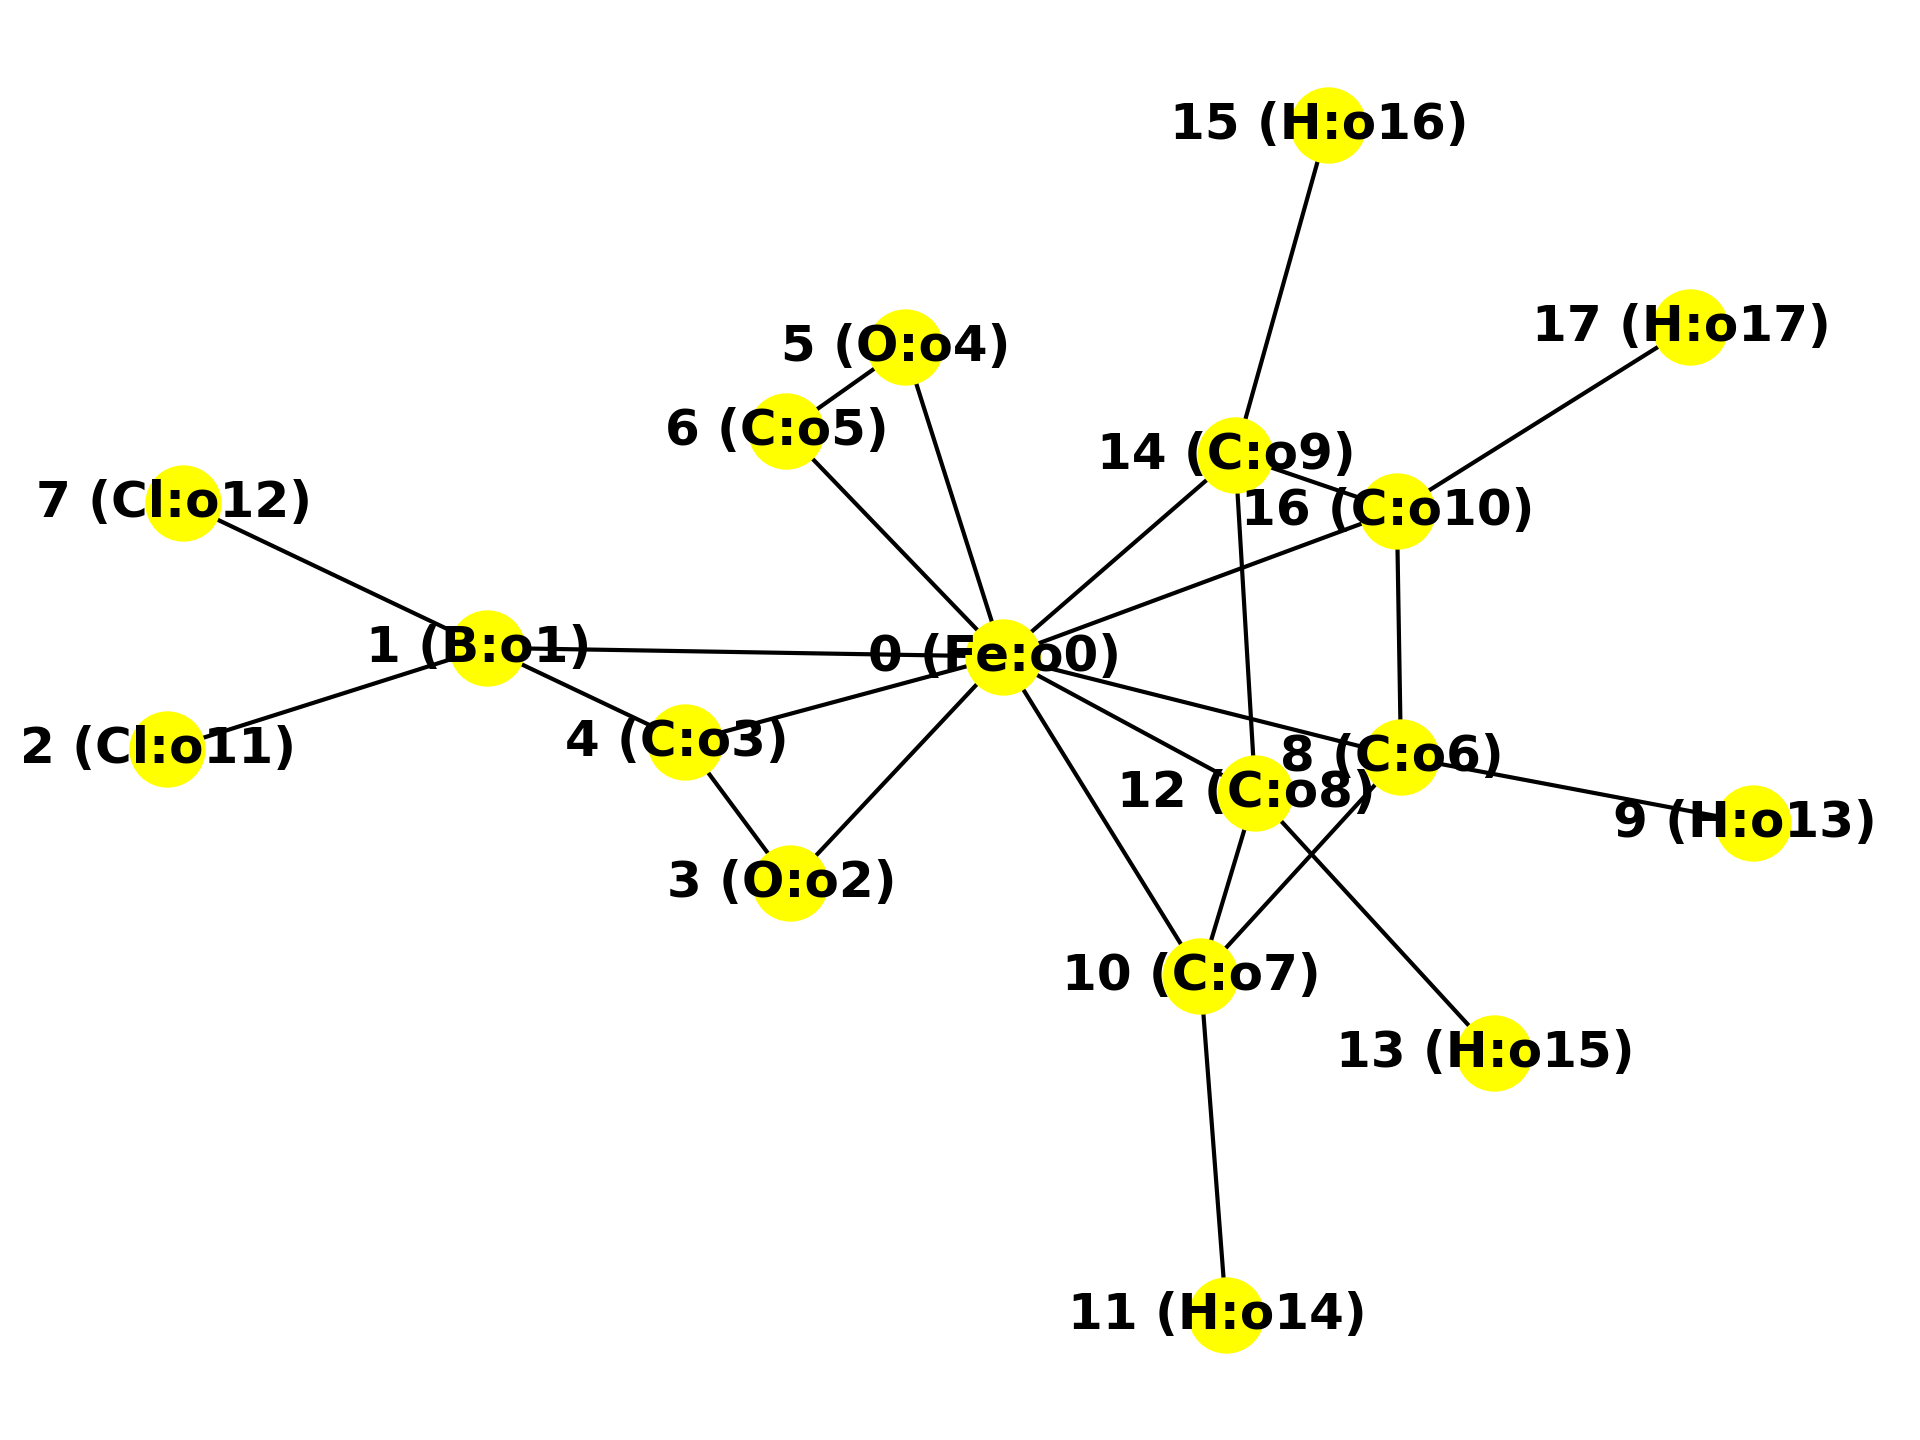 15 (H:o16)
17 (H:o17)
5 (O:o4)
6 (C:o5)
14 (C:o9)
7 (Cl:o12)
16 (C:o10)
1 (B:o1)
0 (Fe:o0)
4 (C:o3)
2 (Cl:o11)
8 (C:o6)
12 (C:o8)
9 (H:o13)
3 (O:o2)
10 (C:o7)
13 (H:o15)
11 (H:o14)